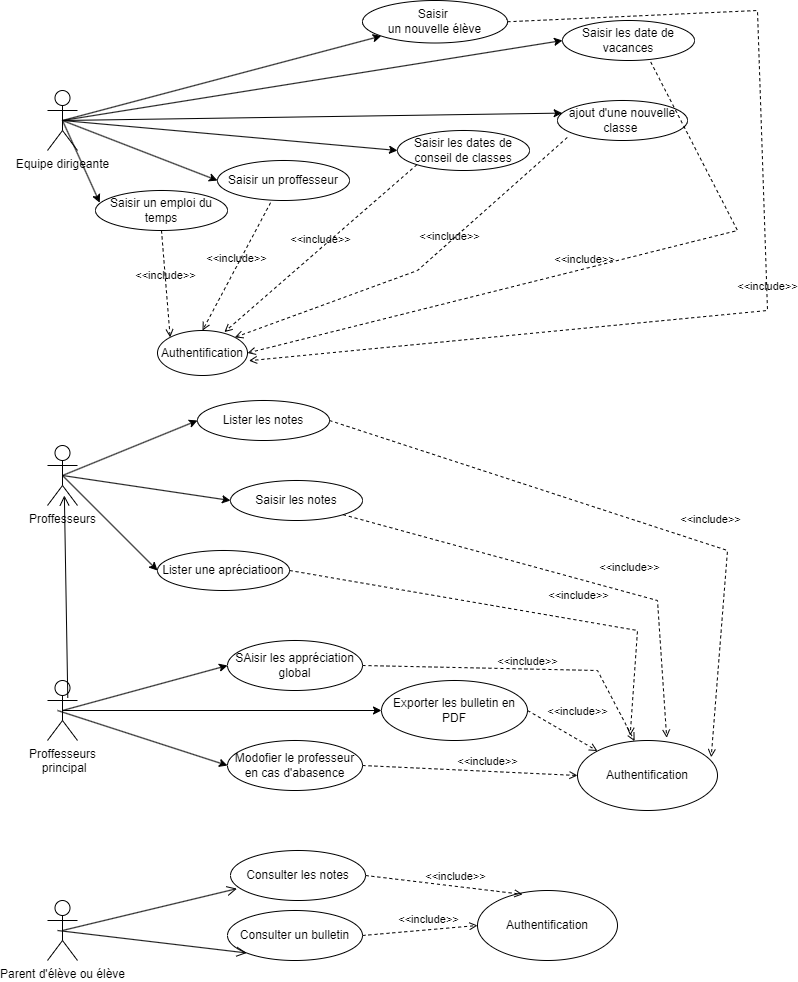 Saisir
un nouvelle élève
Saisir les date de
vacances
ajout d'une nouvelle
classe
Saisir les dates de
conseil de classes
Equipe dirigeante
Saisir un proffesseur
Saisir un emploi du
temps
<<include>>
<<include>>
<<include>>
<<include>>
<<include>>
<<include>>
Authentification
Lister les notes
Proffesseurs
Saisir les notes
<<include>>
<<include>>
Lister une apréciatioon
<<include>>
SAisir les appréciation
global
<<include>>
Exporter les bulletin en
PDF
<<include>>
Proffesseurs
principal
Modofier le professeur
en cas d'abasence
<<include>>
Authentification
Consulter les notes
<<include>>
Consulter un bulletin
<<include>>
Authentification
Parent d'élève ou élève